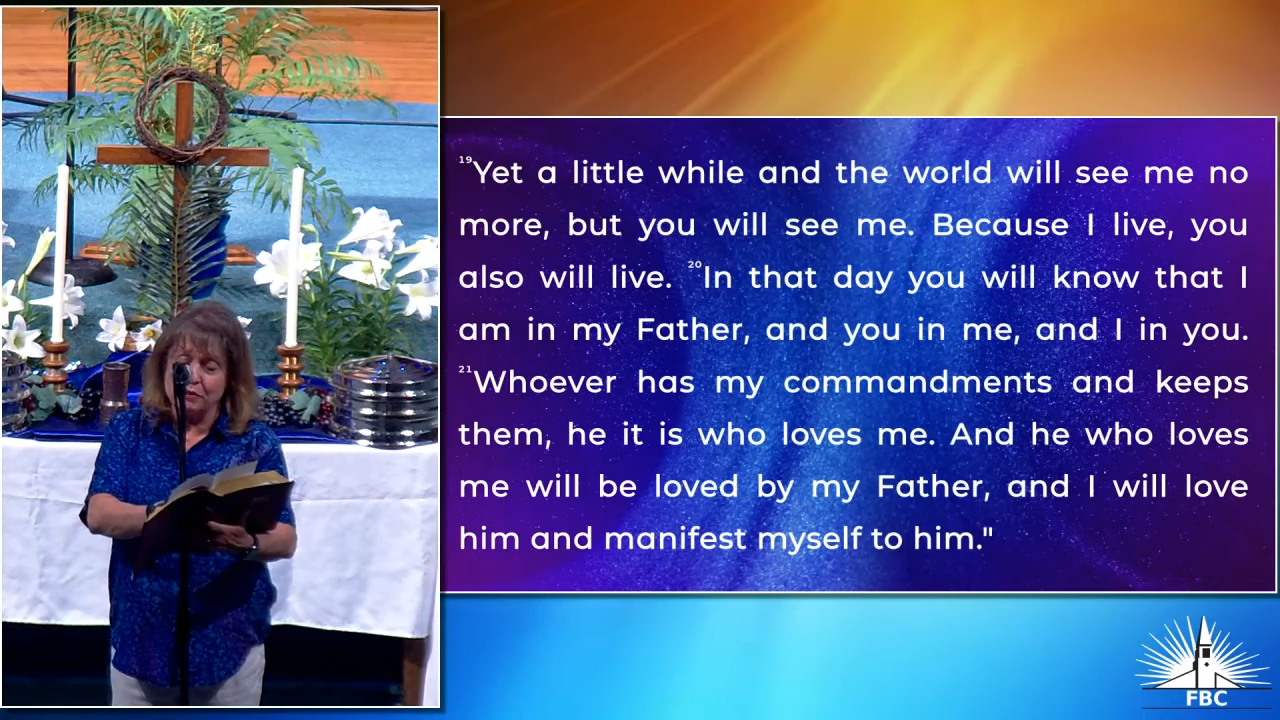 ¹⁹Yet a little while and the world will see me no
more, but you will see me. Because I live, you
also will live. ²⁰In that day you will know that I
am in my Father, and you in me, and I in you.
²¹Whoever has my commandments and keeps
them, he it is who loves me. And he who loves
me will be loved by my Father, and I will love
him and manifest myself to him."
FBC